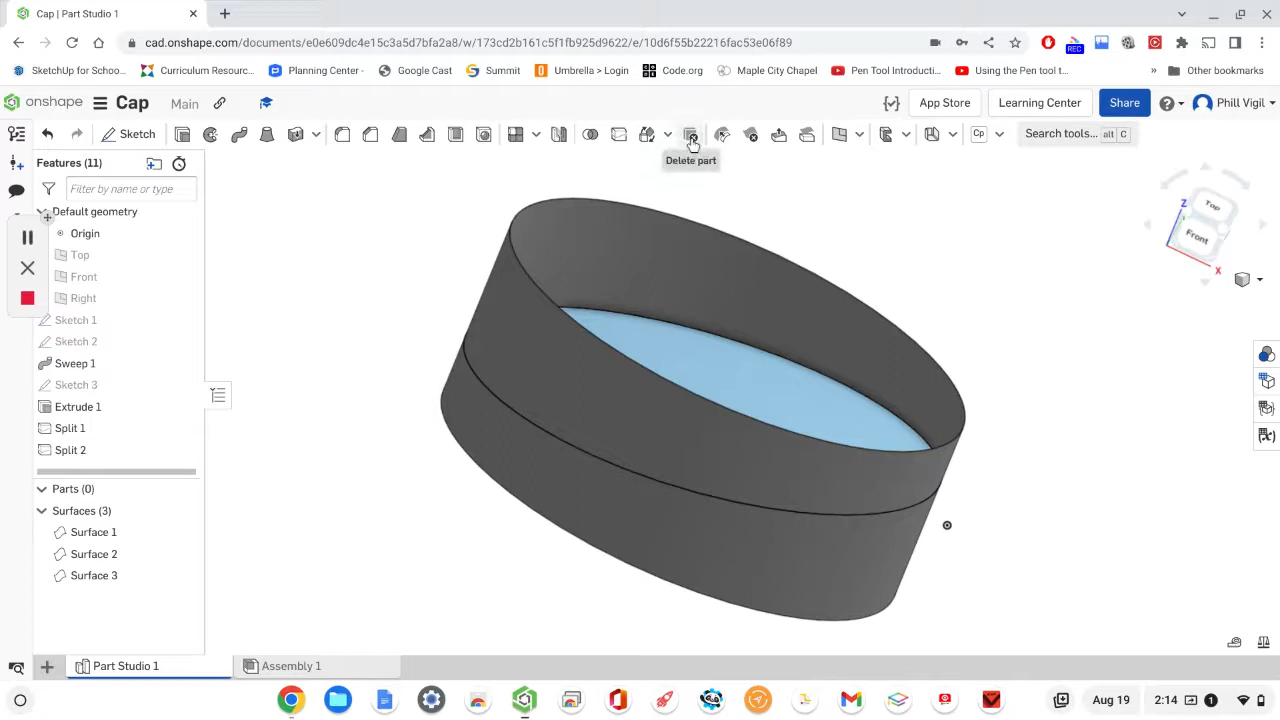 Cap | Part Studio 1
cad.onshape.com/documents/e0e609dc4a15c3a5d7bfa2a1/w/173cd2b161c5f1fb925d9622/e/10d6f55b22216fac53e06f89
REC
SketchUp for Schoo...
Curriculum Resourc...
Planning Center -
Google Cast
Summit
Umbrella > Login
Code.org
Maple City Chapel
Pen Tool Introducti...
Using the Pen tool t...
»
Other bookmarks
onshape
Cap
Main
App Store
Learning Center
Share
Phill Vigil
Sketch
Cp
Search tools...
alt
C
Delete part
Features (11)
Filter by name or type
Default geometry
Origin
Top
Front
Right
Sketch 1
Sketch 2
Sweep 1
Sketch 3
Extrude 1
Split 1
Split 2
Parts (0)
Surfaces (3)
Surface 1
Surface 2
Surface 3
Z
Top
Front
X
Part Studio 1
Assembly 1
Aug 19
2:14
1